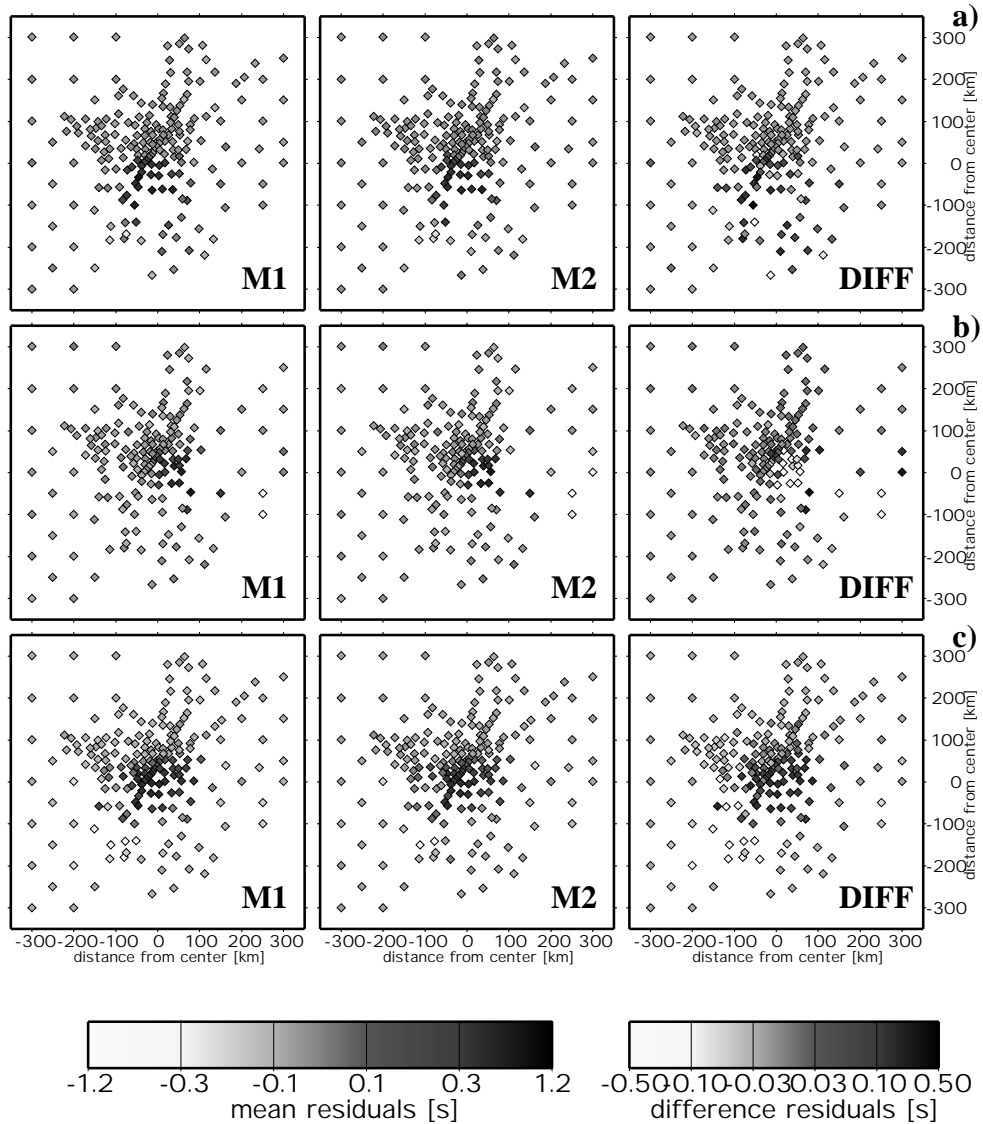 a)
M1
M2
DIFF
300
200
100
0
-100
-200
-300
distance from center [km]
b)
M1
M2
DIFF
300
200
100
0
-100
-200
-300
distance from center [km]
c)
M1
M2
DIFF
300
200
100
0
-100
-200
-300
distance from center [km]
-300 -200 -100 0 100 200 300
distance from center [km]
-300 -200 -100 0 100 200 300
distance from center [km]
-300 -200 -100 0 100 200 300
distance from center [km]
-1.2 -0.3 -0.1 0.1 0.3 1.2
mean residuals [s]
-0.50 -0.10 -0.03 0.03 0.10 0.50
difference residuals [s]